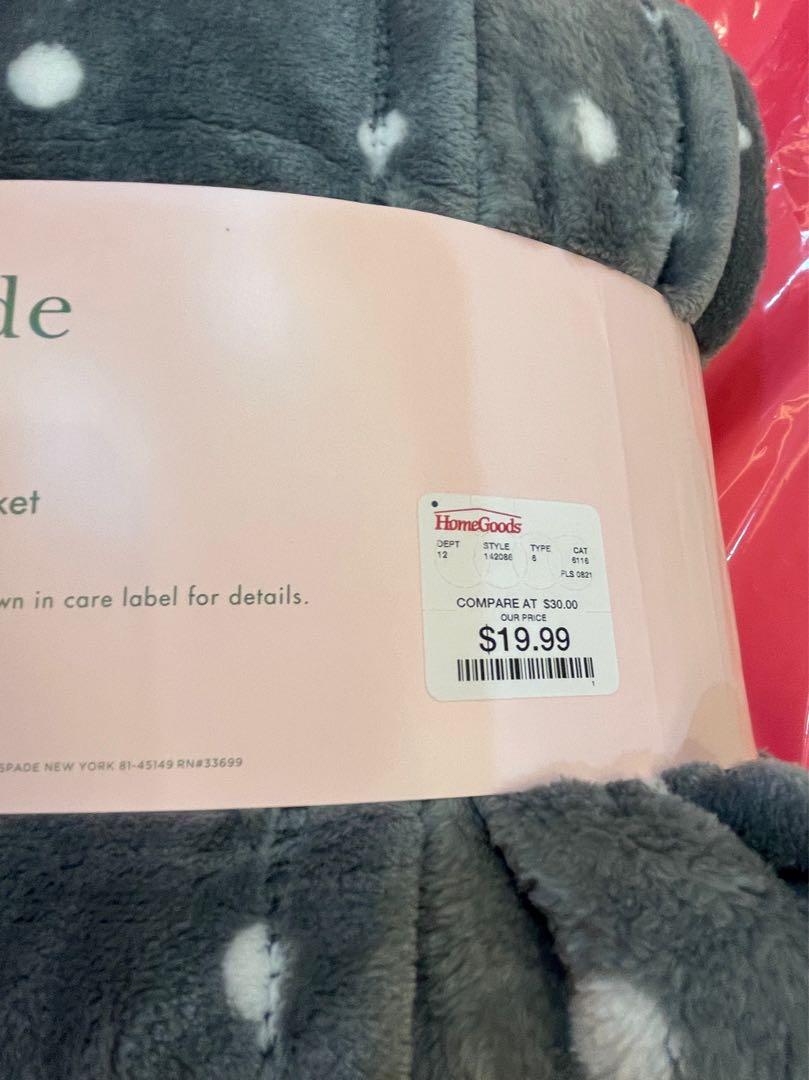 de
ket
wn in care label for details.
SPADE NEW YORK 81-45149 RN#33699
HomeGoods
DEPT STYLE TYPE CAT
12 142086 6 6116
PLS 0821
COMPARE AT $30.00
OUR PRICE
$19.99
1